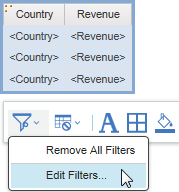 Country Revenue
<Country> <Revenue>
<Country> <Revenue>
<Country> <Revenue>
A
Remove All Filters
Edit Filters...